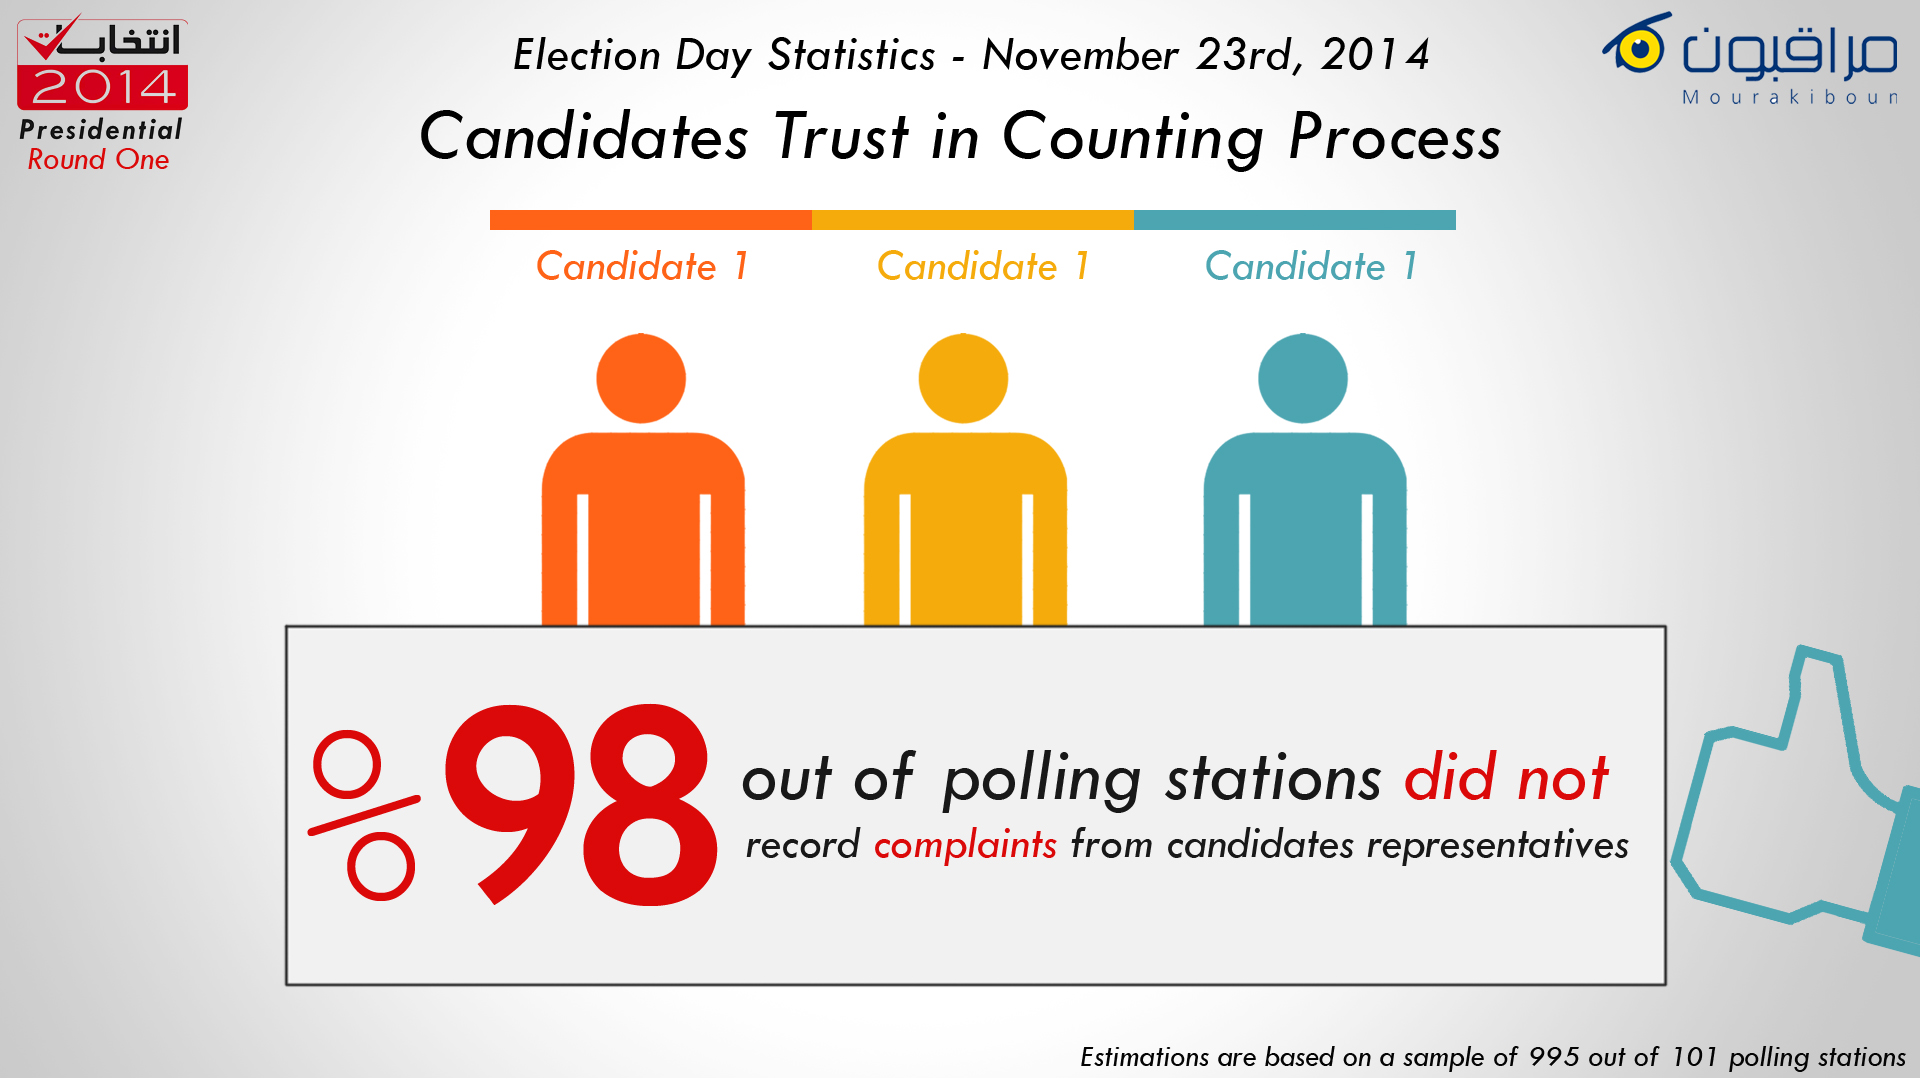 انتخابات
2014
Presidential
Round One
Election Day Statistics - November 23rd, 2014
Candidates Trust in Counting Process
مراقبون
Mourakiboun
Candidate 1
Candidate 1
Candidate 1
%98
out of polling stations did not
record complaints from candidates representatives
Estimations are based on a sample of 995 out of 101 polling stations